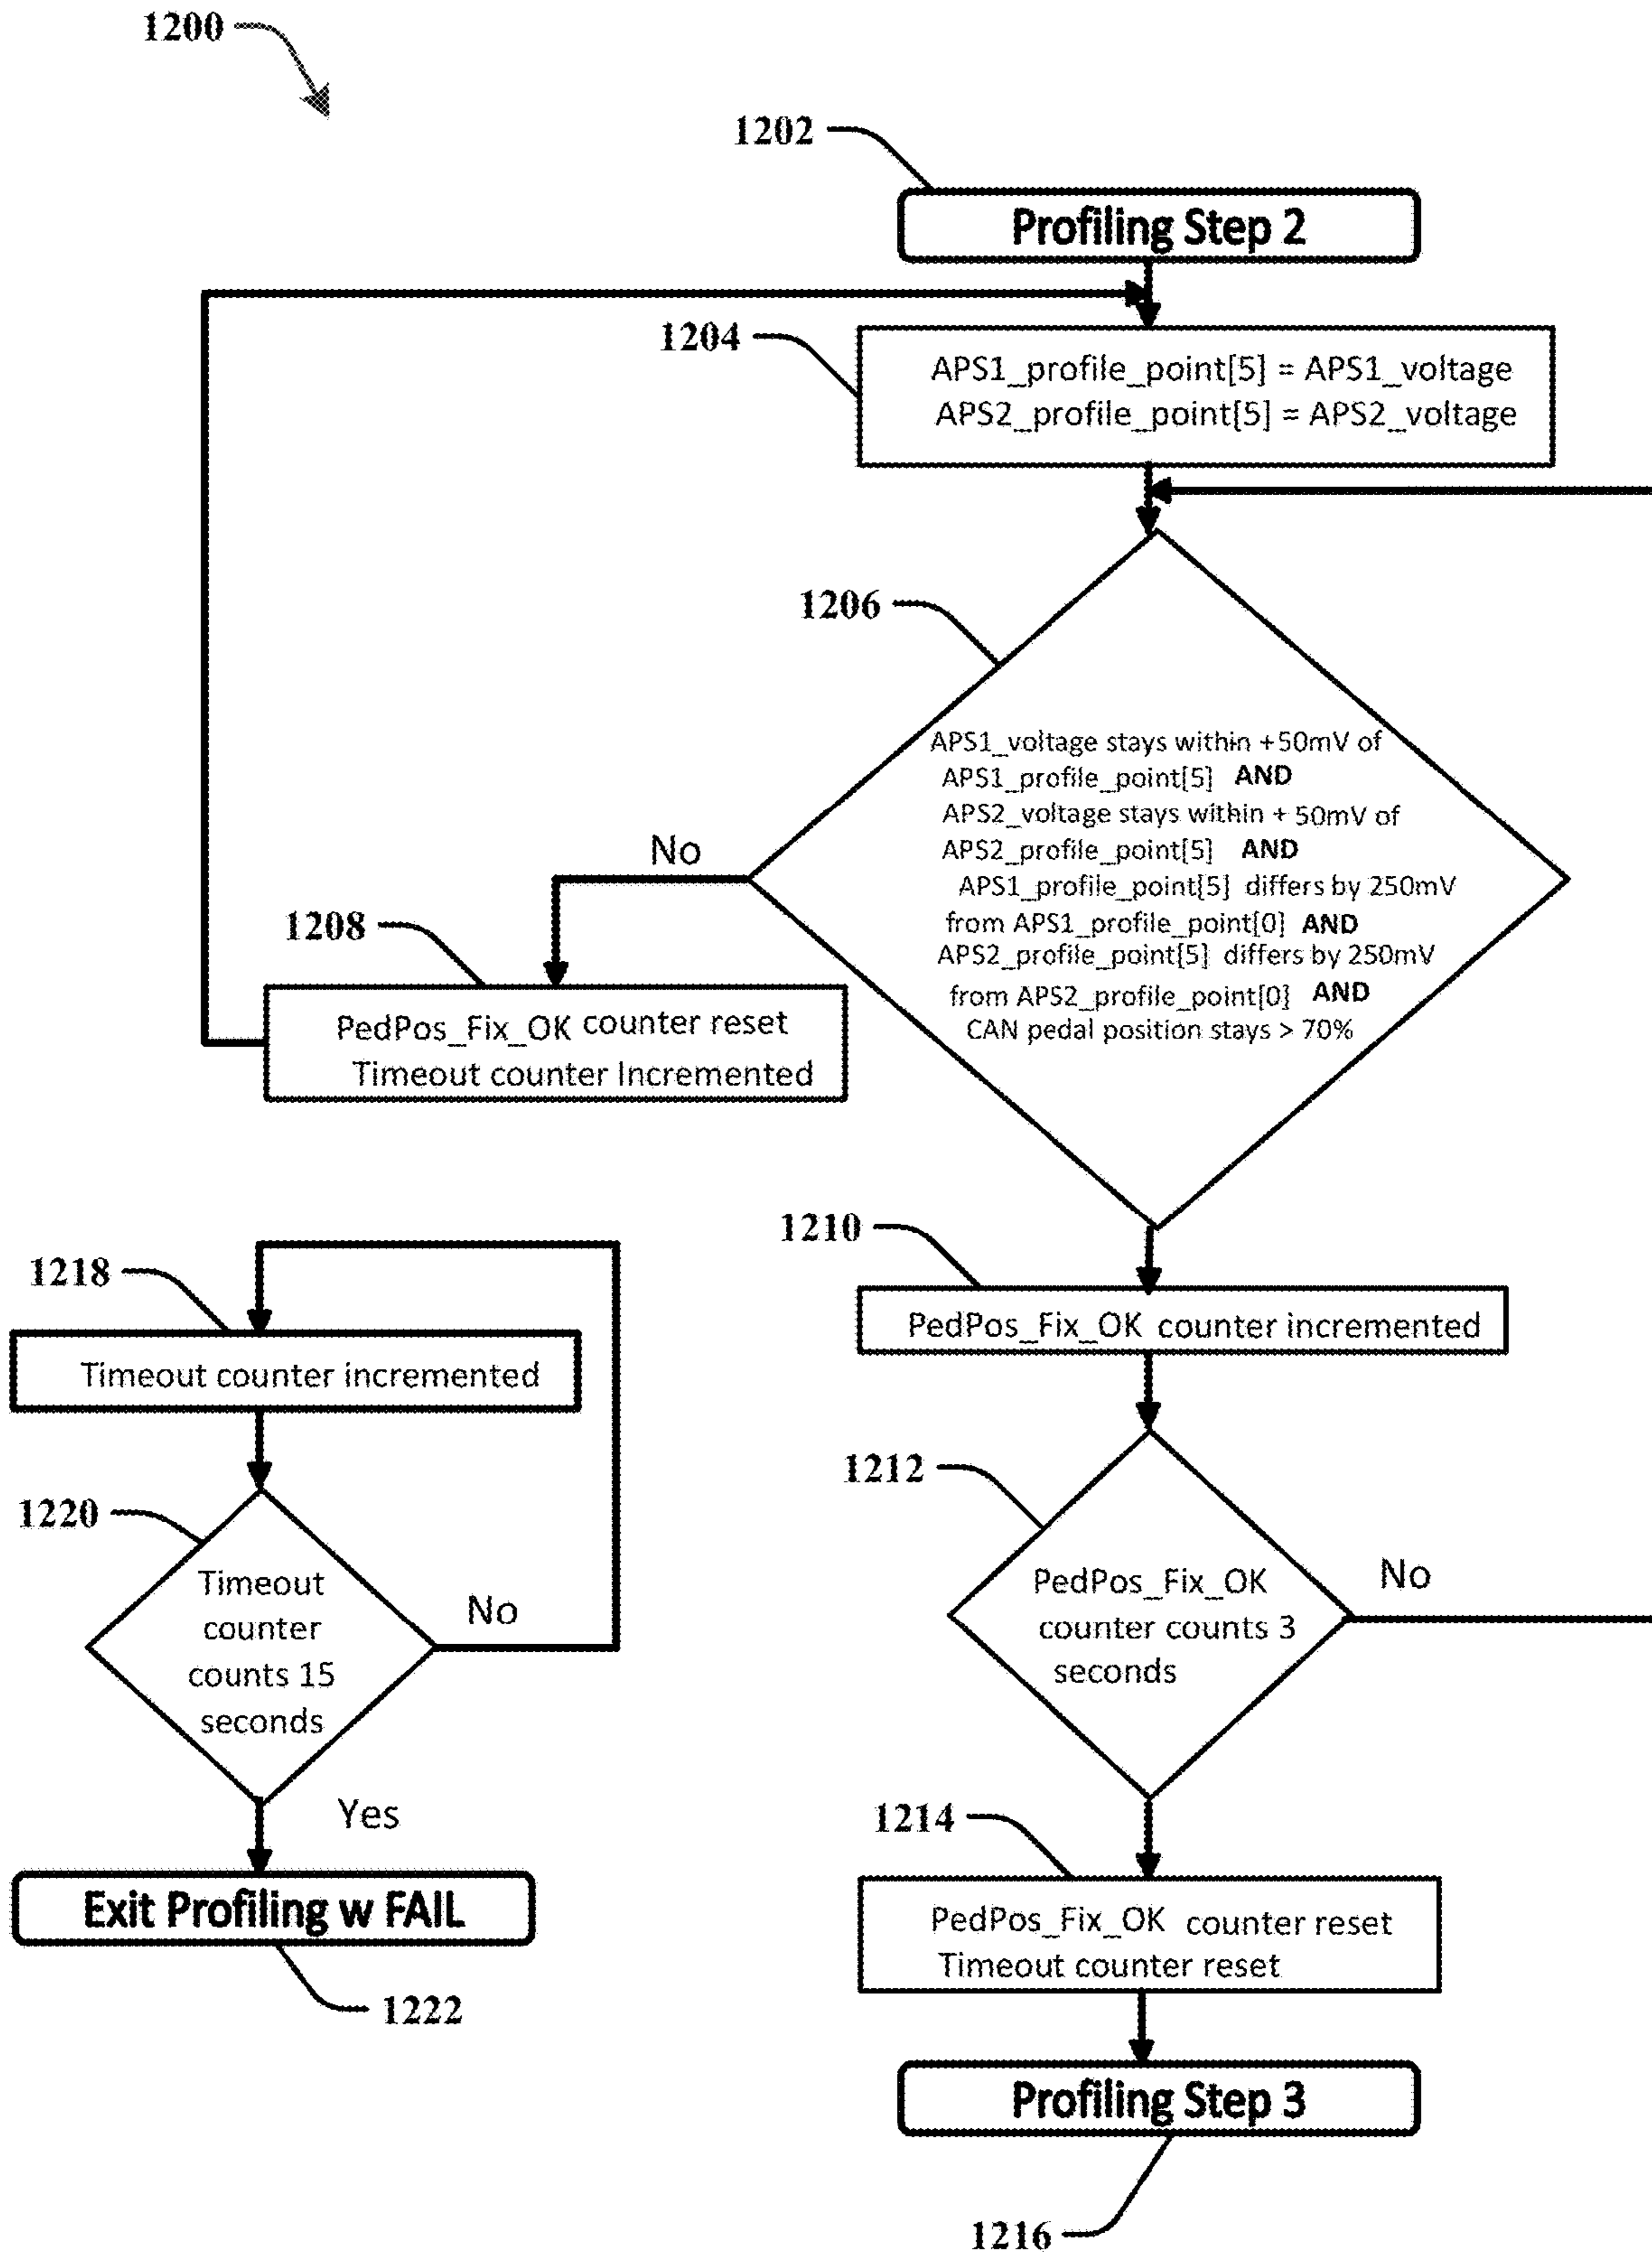 1200
1202
Profiling Step 2
1204
APS1_profile_point[5] = APS1_voltage
APS2_profile_point[5] = APS2_voltage
1206
APS1_voltage stays within +50mV of
APS1_profile_point[5] AND
APS2_voltage stays within + 50mV of
APS2_profile_point[5] AND
APS1_profile_point[5] differs by 250mV
from APS1_profile_point[0] AND
APS2_profile_point[5] differs by 250mV
from APS2_profile_point[0] AND
CAN pedal position stays > 70%
No
1208
PedPos_Fix_OK counter reset
Timeout counter Incremented
1210
PedPos_Fix_OK counter incremented
1212
PedPos_Fix_OK
counter counts 3
seconds
No
1214
PedPos_Fix_OK counter reset
Timeout counter reset
Profiling Step 3
1216
1218
Timeout counter incremented
1220
Timeout
counter
counts 15
seconds
No
Yes
Exit Profiling w FAIL
1222